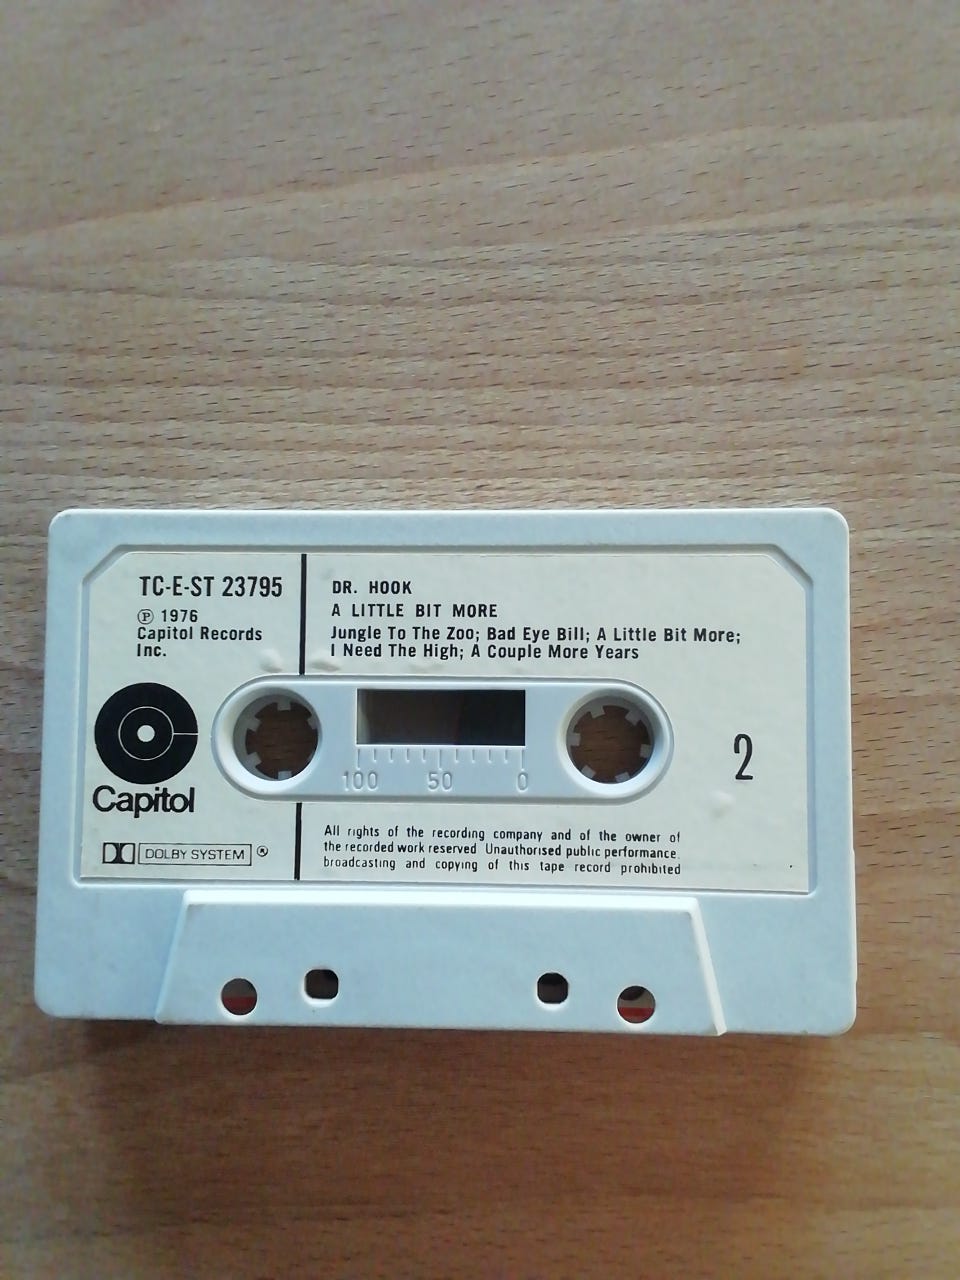 TC-E-ST 23795
Ⓟ 1976
Capitol Records
Inc.
DR. HOOK
A LITTLE BIT MORE
Jungle To The Zoo; Bad Eye Bill; A Little Bit More;
I Need The High; A Couple More Years
Capitol
100 50 0
2
DOLBY SYSTEM ®
All rights of the recording company and of the owner of
the recorded work reserved Unauthorised public performance.
broadcasting and copying of this tape record prohibited